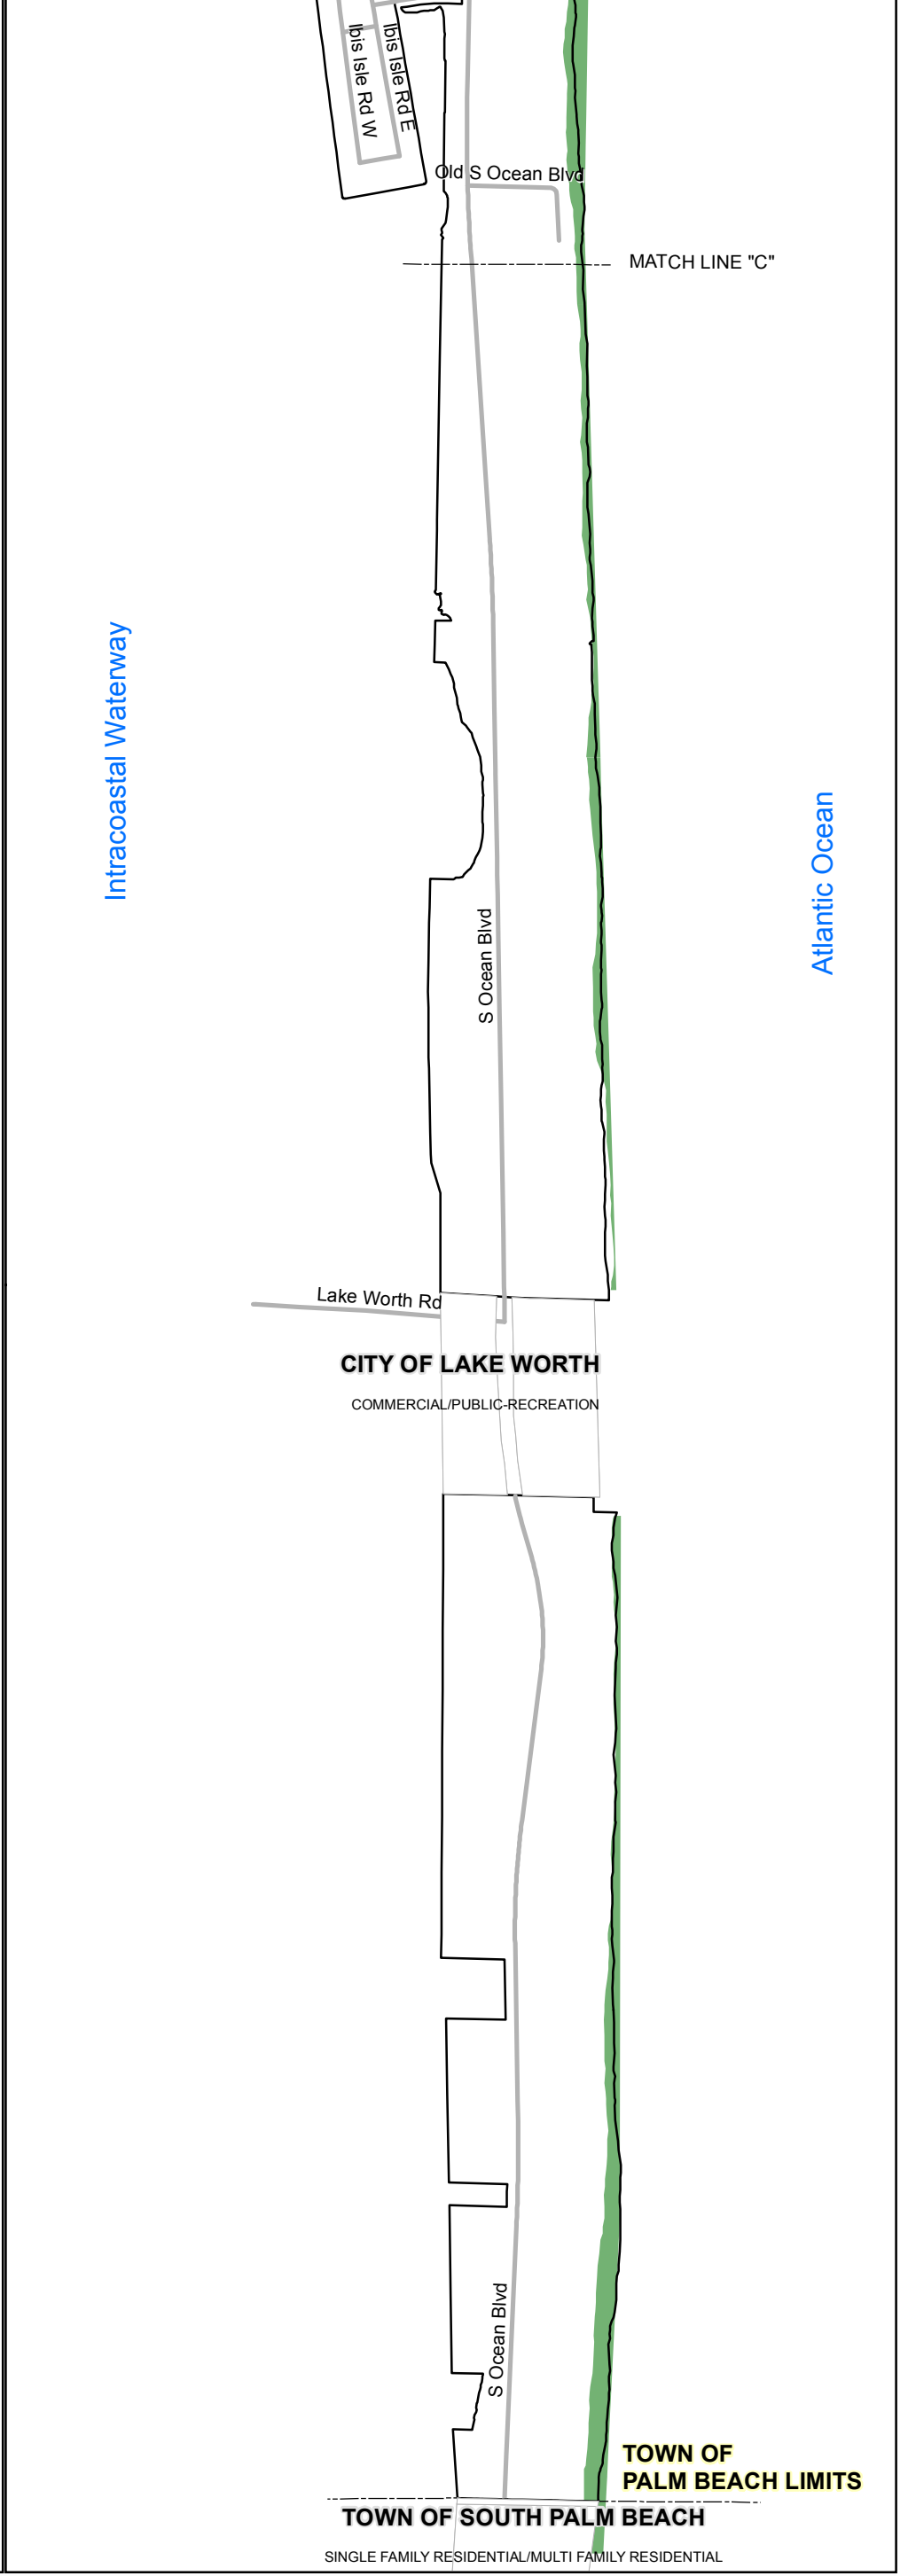 Ibis Isle Rd W
Ibis Isle Rd E
Old S Ocean Blvd
MATCH LINE "C"
Intracoastal Waterway
Atlantic Ocean
S Ocean Blvd
Lake Worth Rd
CITY OF LAKE WORTH
COMMERCIAL/PUBLIC-RECREATION
S Ocean Blvd
TOWN OF
PALM BEACH LIMITS
TOWN OF SOUTH PALM BEACH
SINGLE FAMILY RESIDENTIAL/MULTI FAMILY RESIDENTIAL